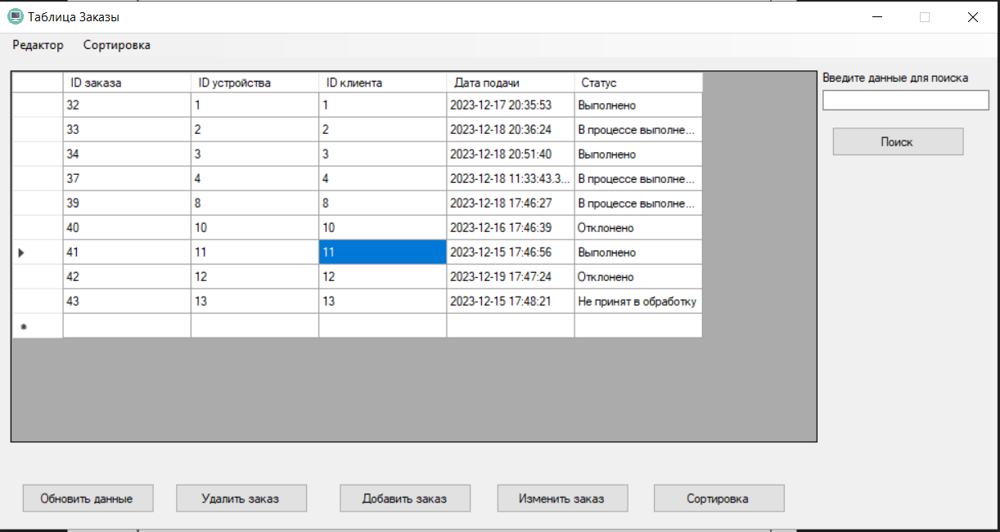 Таблица Заказы
Редактор Сортировка
ID заказа ID устройства ID клиента Дата подачи Статус
32 1 1 2023-12-17 20:35:53 Выполнено
33 2 2 2023-12-18 20:36:24 В процессе выполне...
34 3 3 2023-12-18 20:51:40 Выполнено
37 4 4 2023-12-18 11:33:43.3... В процессе выполне...
39 8 8 2023-12-18 17:46:27 В процессе выполне...
40 10 10 2023-12-16 17:46:39 Отклонено
41 11 11 2023-12-15 17:46:56 Выполнено
42 12 12 2023-12-19 17:47:24 Отклонено
43 13 13 2023-12-15 17:48:21 Не принят в обработку
Введите данные для поиска
Поиск
Обновить данные Удалить заказ Добавить заказ Изменить заказ Сортировка